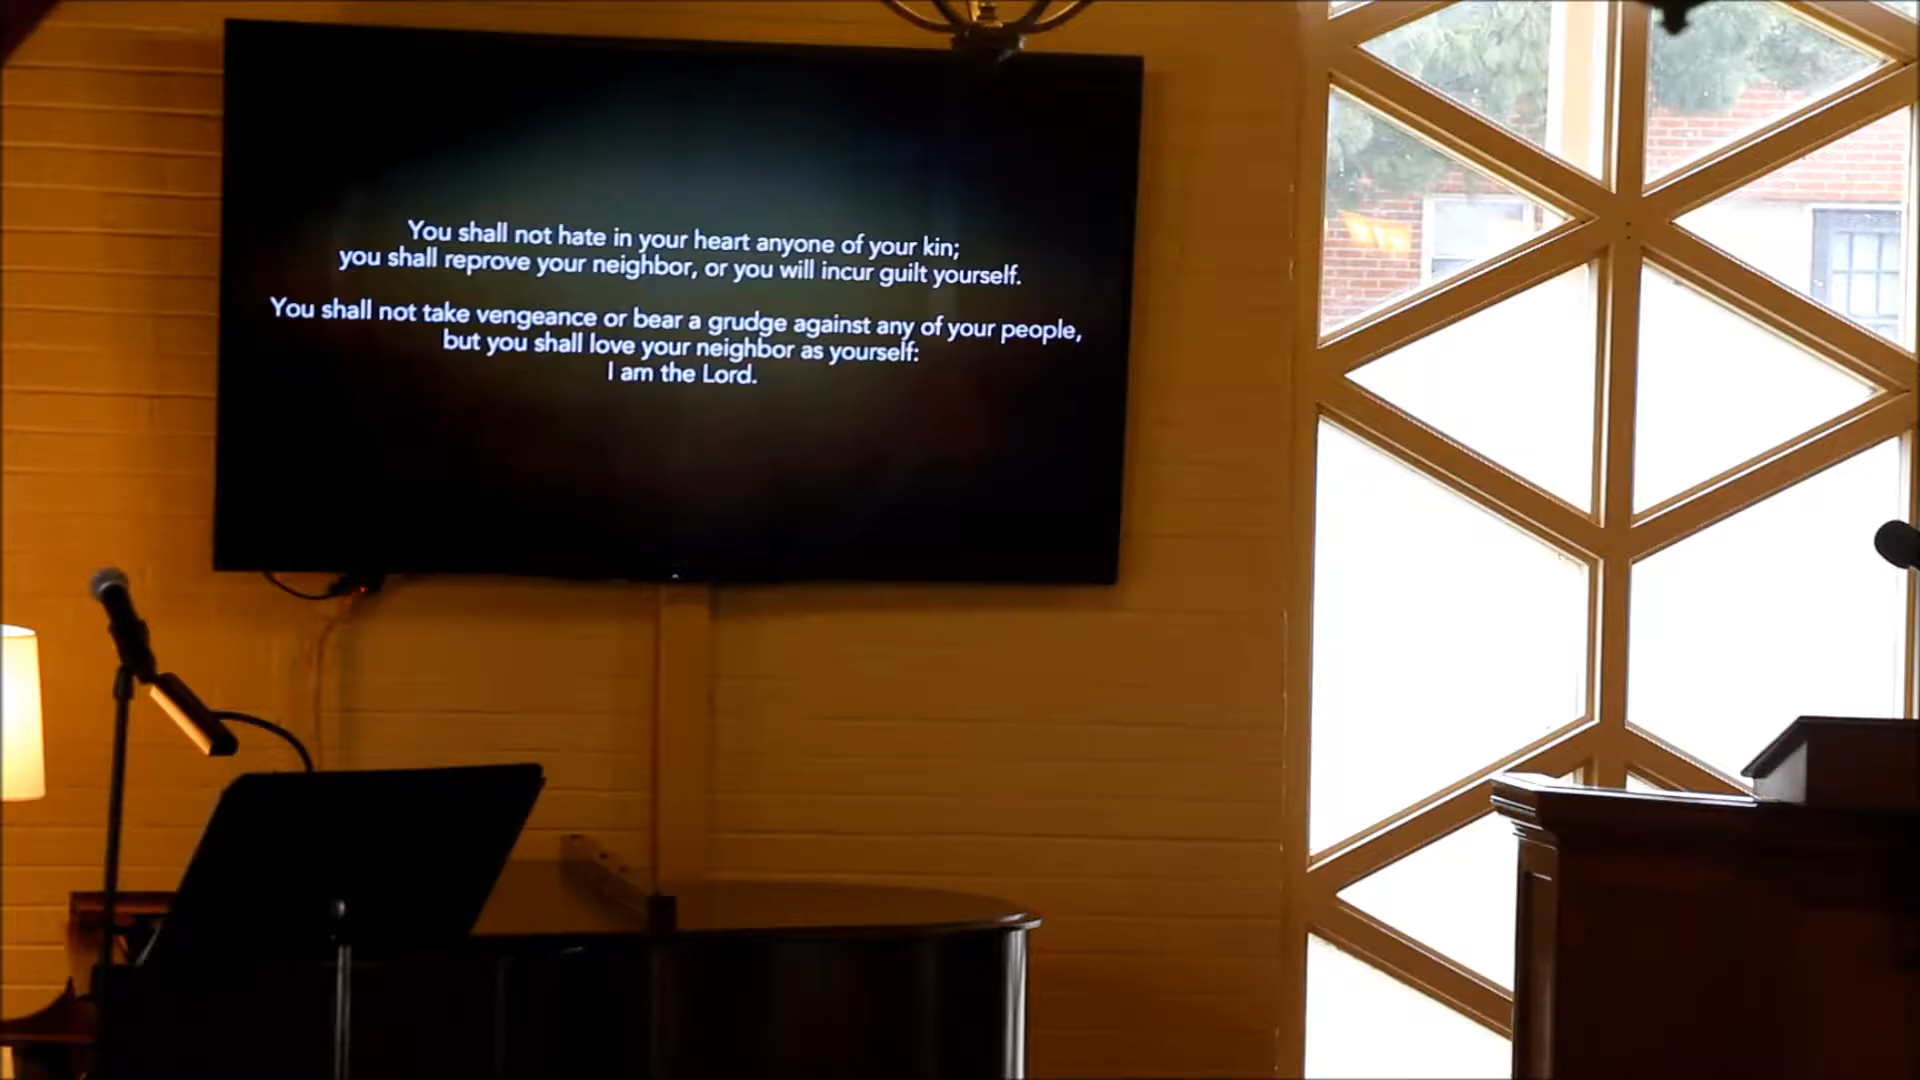 You shall not hate in your heart anyone of your kin;
you shall reprove your neighbor, or you will incur guilt yourself.
You shall not take vengeance or bear a grudge against any of your people,
but you shall love your neighbor as yourself:
I am the Lord.